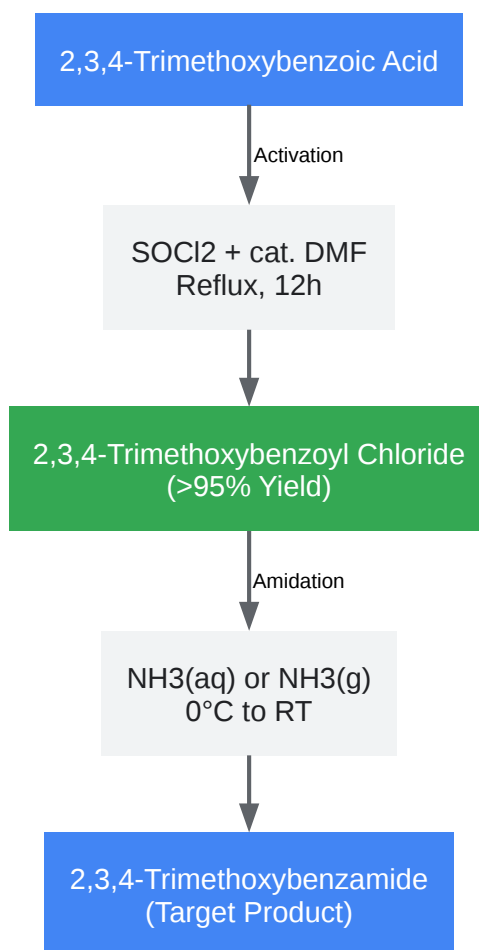 2,3,4-Trimethoxybenzoic Acid
Activation
SOCl2 + cat. DMF
Reflux, 12h
2,3,4-Trimethoxybenzoyl Chloride
(>95% Yield)
Amidation
NH3(aq) or NH3(g)
0°C to RT
2,3,4-Trimethoxybenzamide
(Target Product)